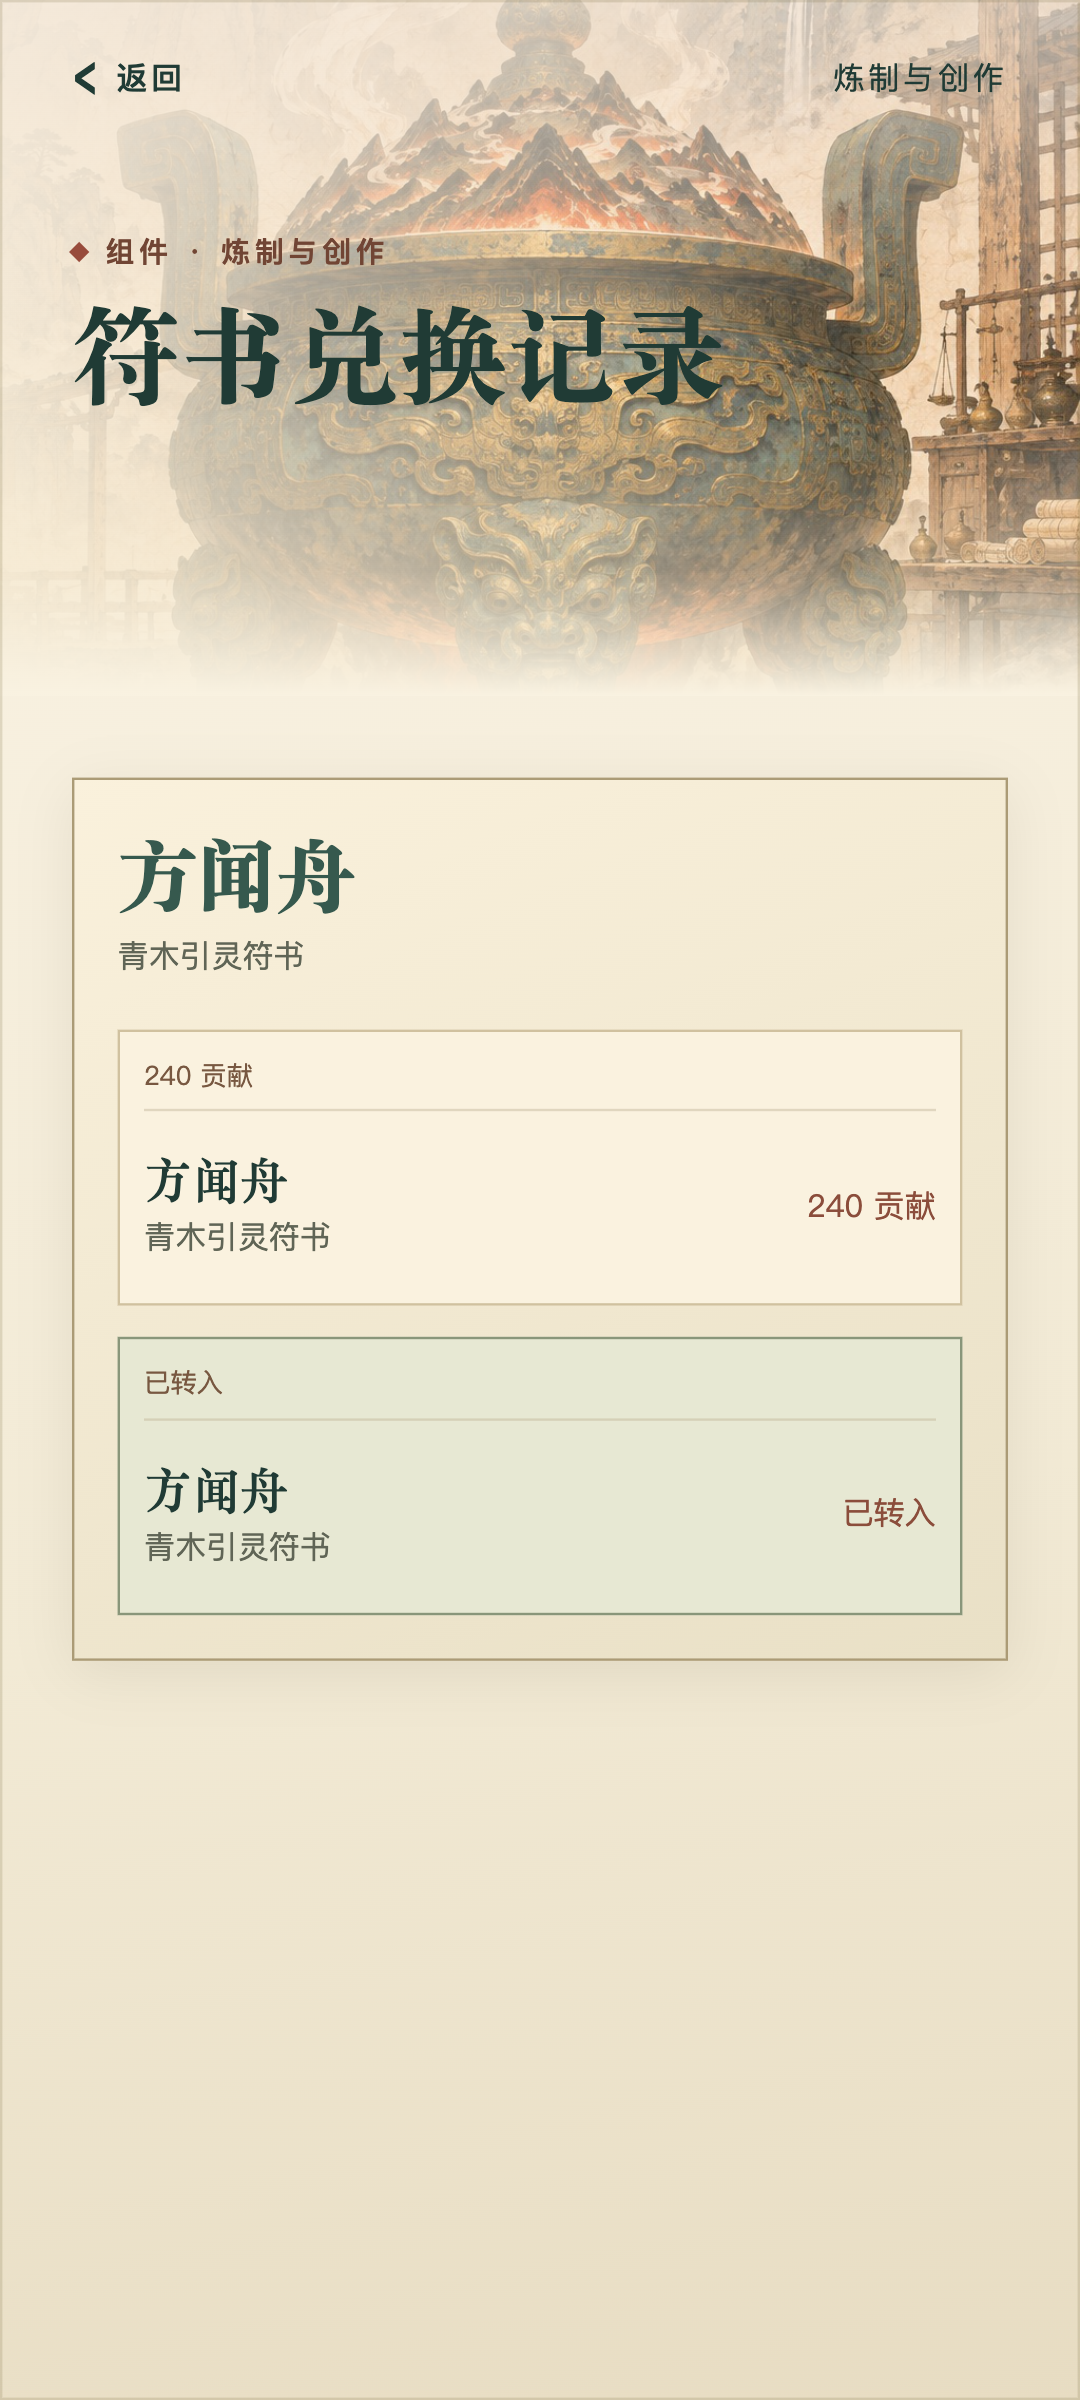 返回
炼制与创作
组件 · 炼制与创作
符书兑换记录
方闻舟
青木引灵符书
240 贡献
方闻舟
青木引灵符书
240 贡献
已转入
方闻舟
青木引灵符书
已转入